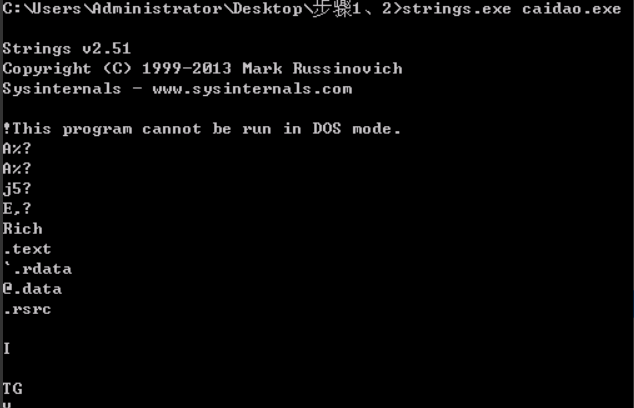 C:\Users\Administrator\Desktop\步骤1、2>strings.exe caidao.exe
Strings v2.51
Copyright (C) 1999-2013 Mark Russinovich
Sysinternals - www.sysinternals.com
!This program cannot be run in DOS mode.
A%?
A%?
j5?
E,?
Rich
.text
`.rdata
@.data
.rsrc
I
TG